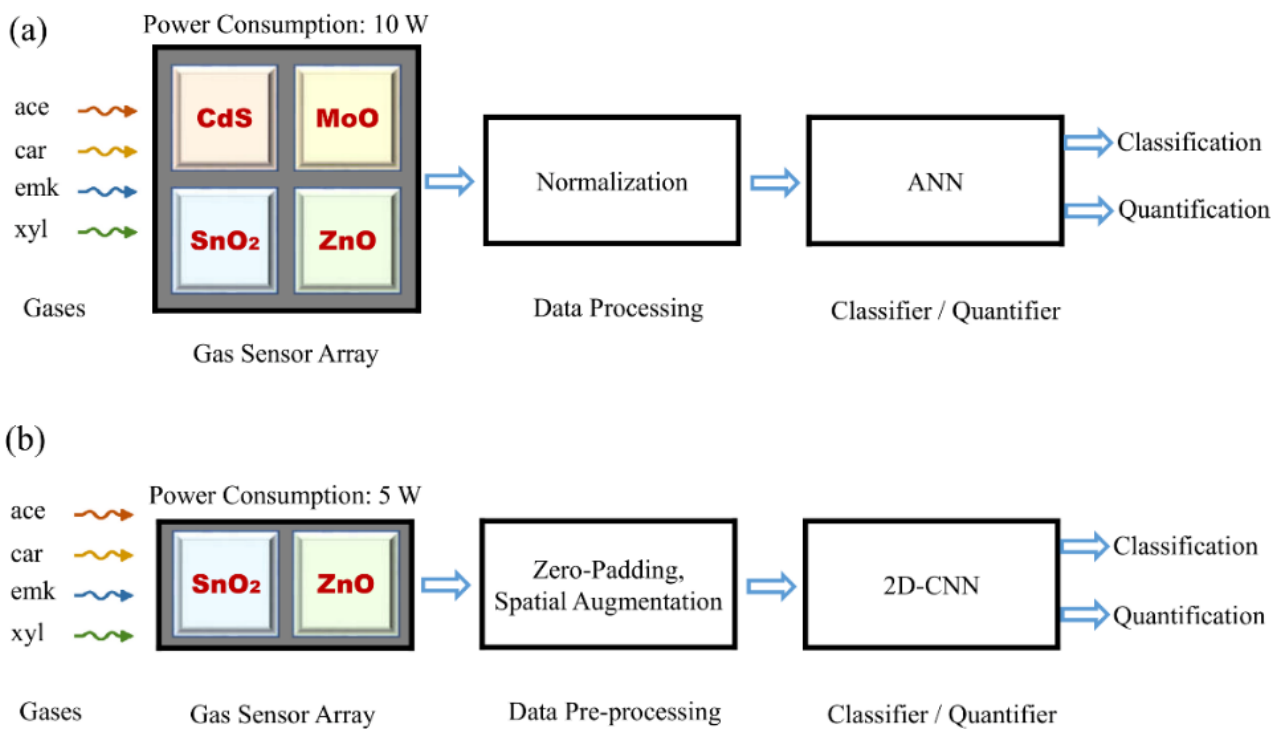 (a)
Power Consumption: 10 W
ace
car
emk
xyl
CdS
MoO
SnO₂
ZnO
Normalization
ANN
Classification
Quantification
Gases
Gas Sensor Array
Data Processing
Classifier / Quantifier
(b)
Power Consumption: 5 W
ace
car
emk
xyl
SnO₂
ZnO
Zero-Padding,
Spatial Augmentation
2D-CNN
Classification
Quantification
Gases
Gas Sensor Array
Data Pre-processing
Classifier / Quantifier